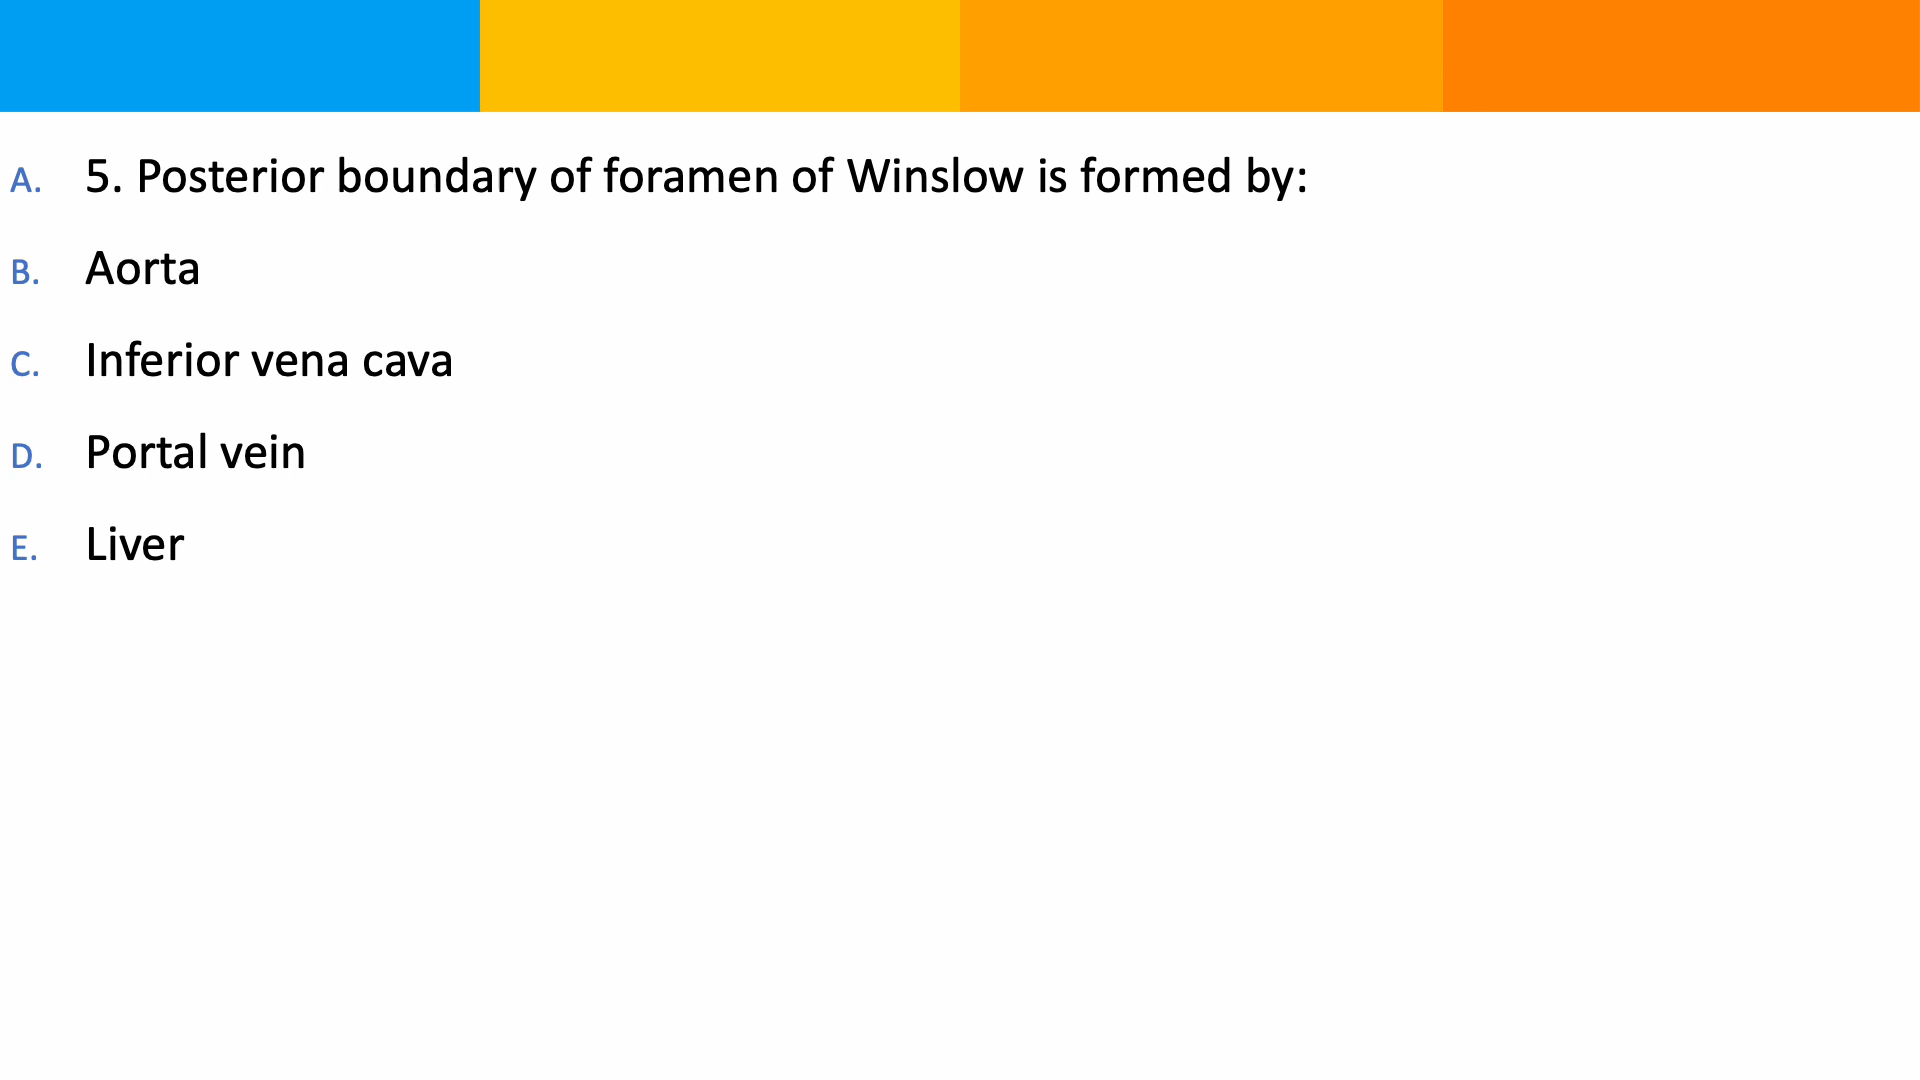 A. 5. Posterior boundary of foramen of Winslow is formed by:
B. Aorta
C. Inferior vena cava
D. Portal vein
E. Liver